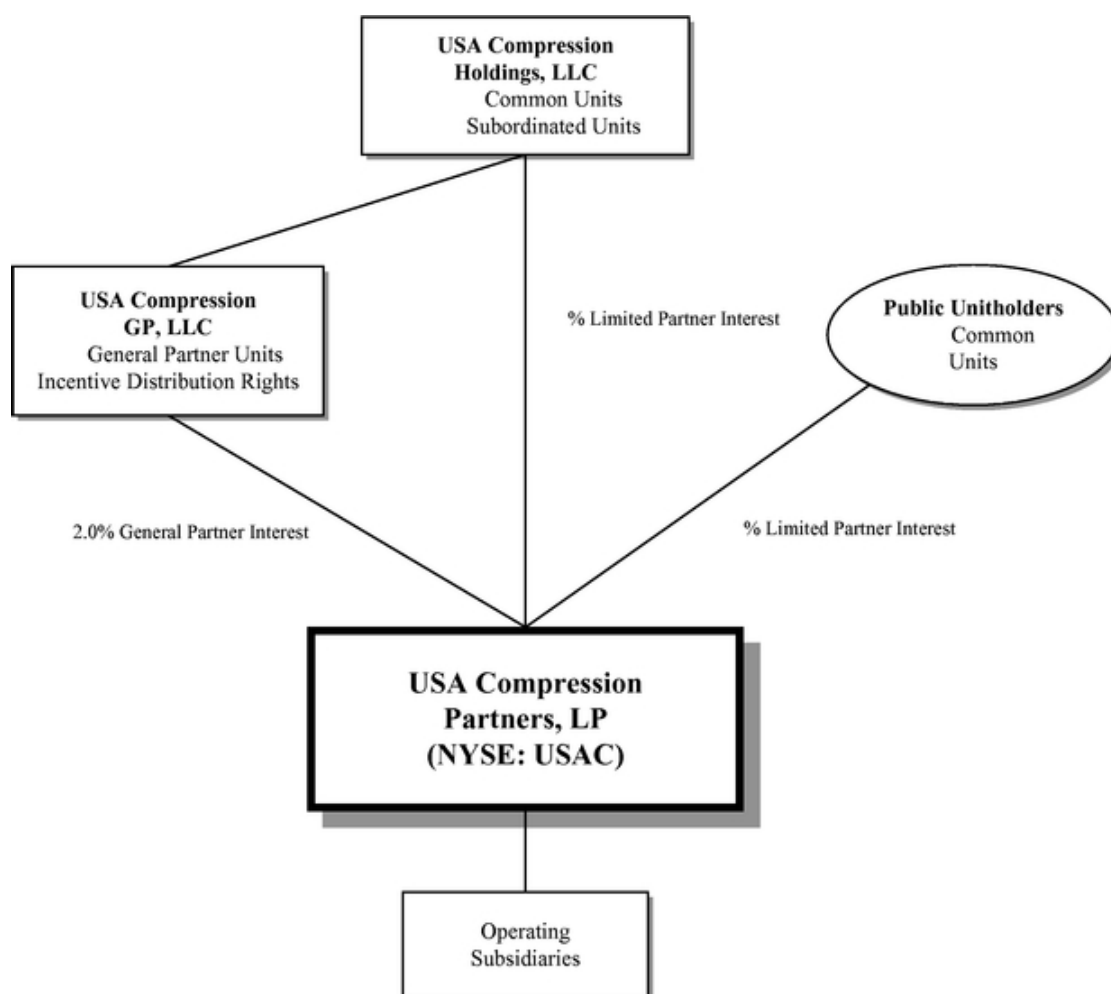 USA Compression
Holdings, LLC
Common Units
Subordinated Units
USA Compression
GP, LLC
General Partner Units
Incentive Distribution Rights
% Limited Partner Interest
Public Unitholders
Common
Units
2.0% General Partner Interest
% Limited Partner Interest
USA Compression
Partners, LP
(NYSE: USAC)
Operating
Subsidiaries